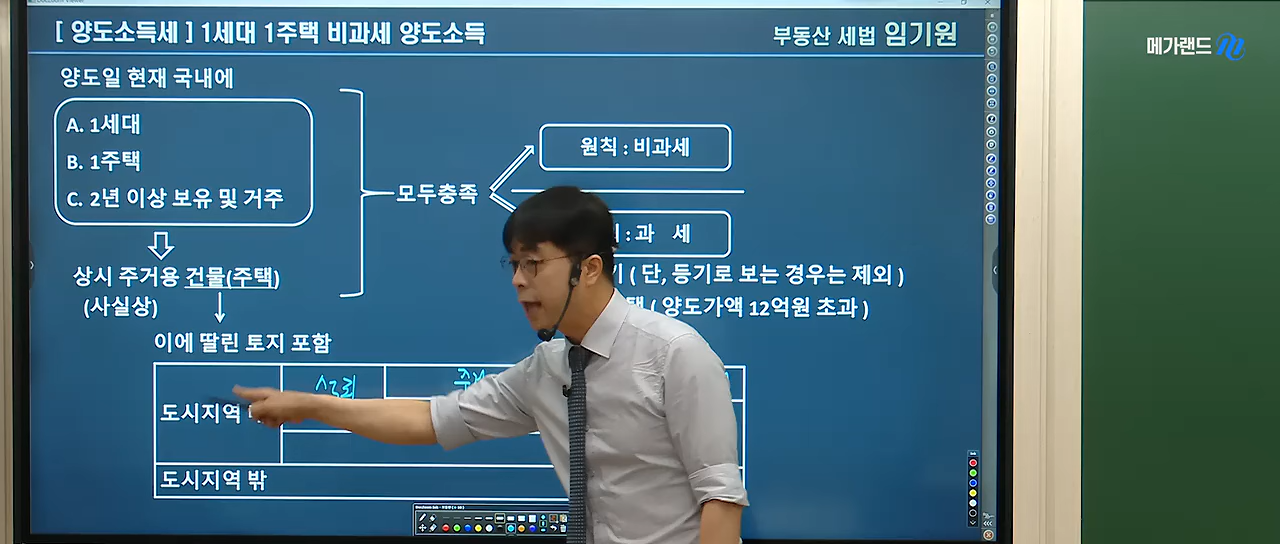 [ 양도소득세 ] 1세대 1주택 비과세 양도소득
부동산 세법 임기원
메가랜드
양도일 현재 국내에
A. 1세대
B. 1주택
C. 2년 이상 보유 및 거주
모두충족
원칙 : 비과세
: 과 세
상시 주거용 건물(주택)
(사실상)
( 단, 등기로 보는 경우는 제외 )
( 양도가액 12억원 초과 )
이에 딸린 토지 포함
도시지역
도시지역 밖